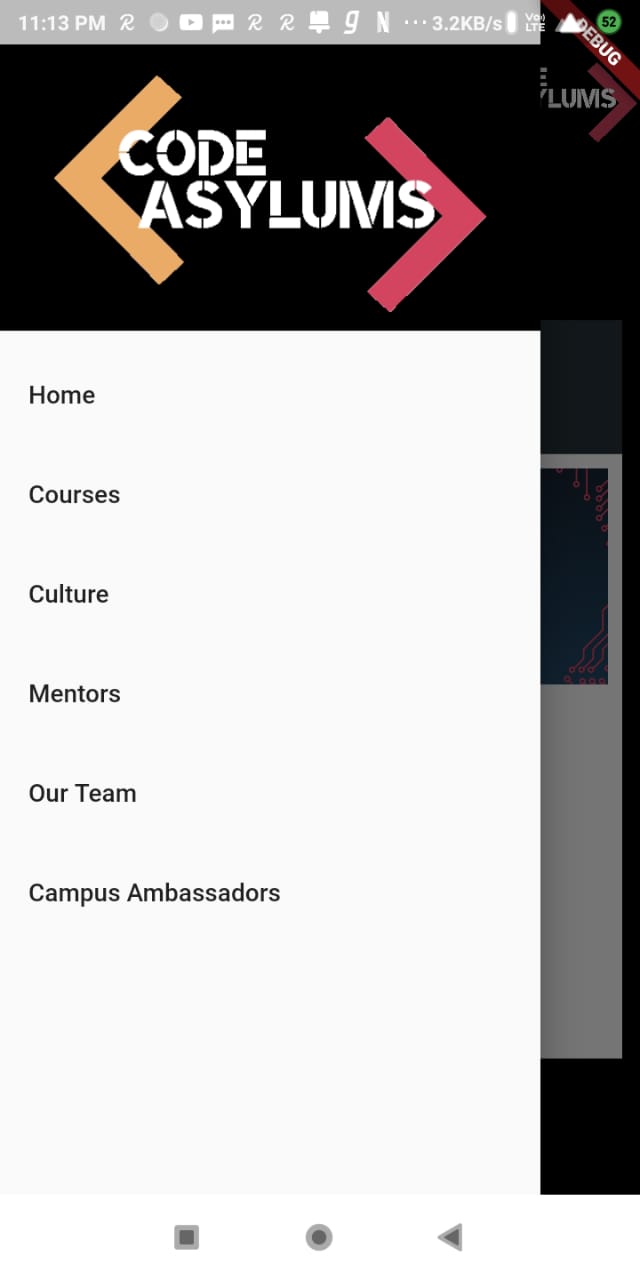 11:13 PM
3.2KB/s
Vo))
LTE
52
DEBUG
CODE
ASYLUMS
YLUMS
Home
Courses
Culture
Mentors
Our Team
Campus Ambassadors